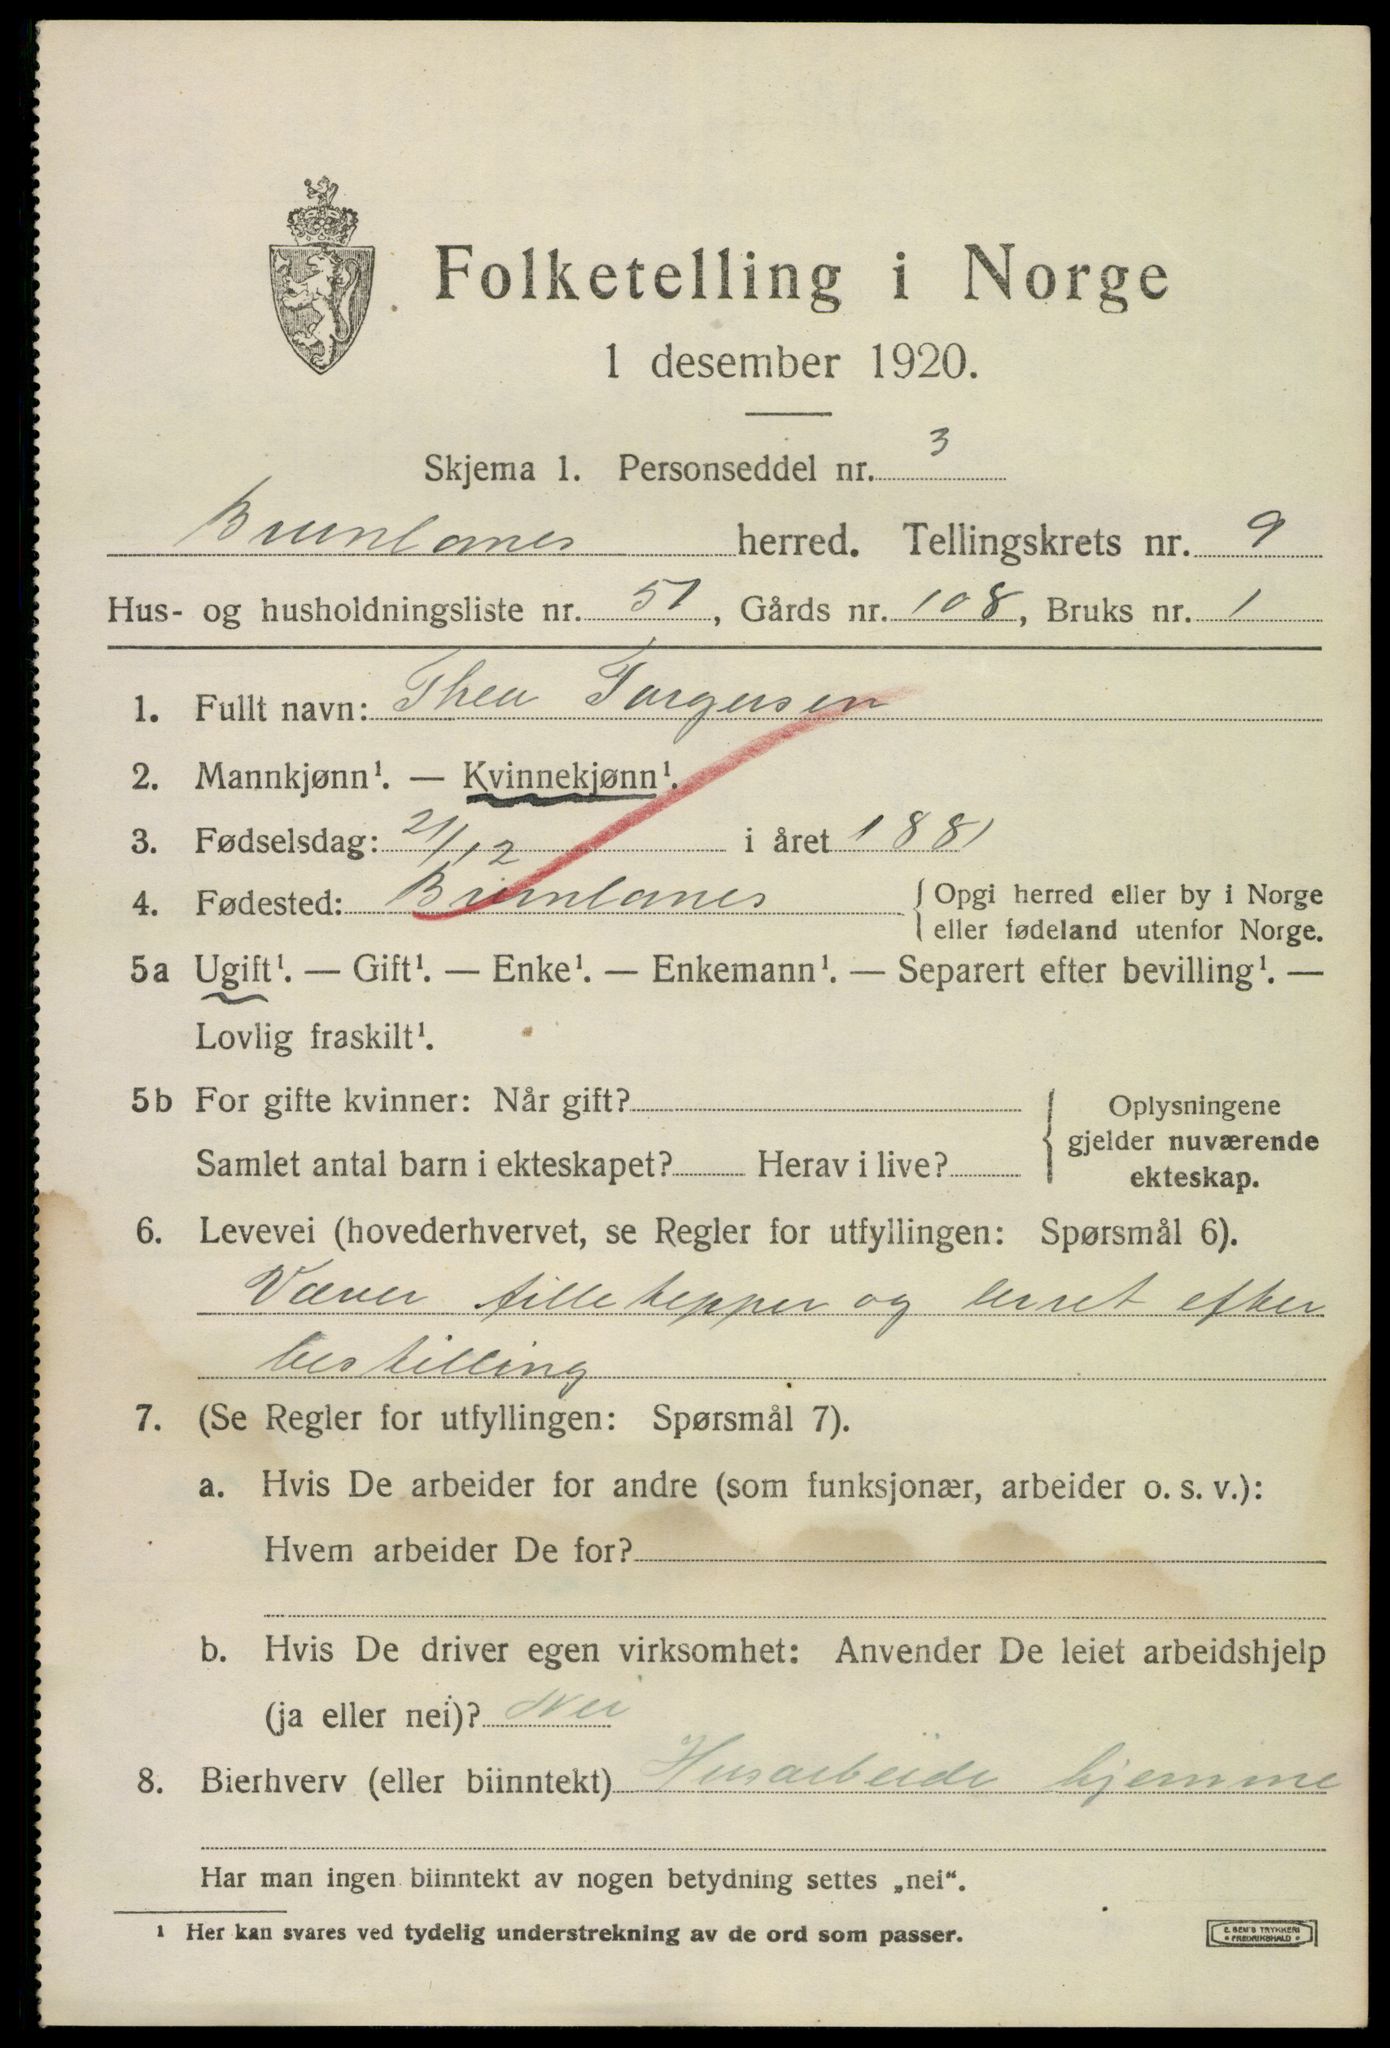 Folketelling i Norge
1 desember 1920.
Skjema 1. Personseddel nr. 3
Brunlanes herred. Tellingskrets nr. 9
Hus- og husholdningsliste nr. 51, Gårds nr. 108, Bruks nr. 1
1. Fullt navn: Thea Torgersen
2. Mannkjønn¹. — Kvinnekjønn¹.
3. Fødselsdag: 21/12 i året 1881
4. Fødested: Brunlanes { Opgi herred eller by i Norge
eller fødeland utenfor Norge.
5a Ugift¹. — Gift¹. — Enke¹. — Enkemann¹. — Separert efter bevilling¹. —
Lovlig fraskilt¹.
5b For gifte kvinner: Når gift?
Samlet antal barn i ekteskapet? Herav i live?
Oplysningene
gjelder nuværende
ekteskap.
6. Levevei (hovederhvervet, se Regler for utfyllingen: Spørsmål 6).
Væver filletepper og lerret efter
bestilling
7. (Se Regler for utfyllingen: Spørsmål 7).
a. Hvis De arbeider for andre (som funksjonær, arbeider o. s. v.):
Hvem arbeider De for?
b. Hvis De driver egen virksomhet: Anvender De leiet arbeidshjelp
(ja eller nei)? Nei
8. Bierhverv (eller biinntekt) Husarbeide hjemme
Har man ingen biinntekt av nogen betydning settes „nei“.
¹ Her kan svares ved tydelig understrekning av de ord som passer.
E. SEM'S TRYKKERI
FREDRIKSHALD